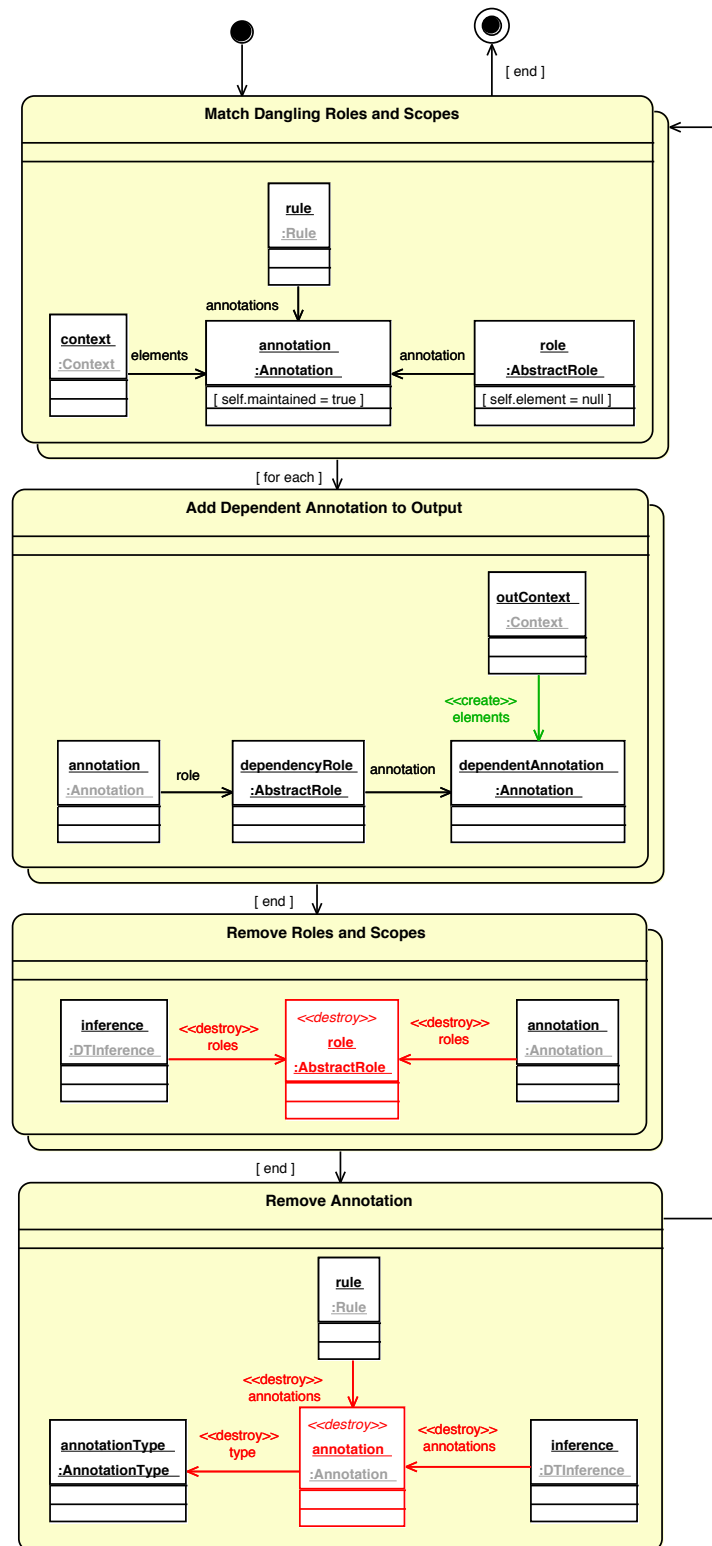 [ end ]
Match Dangling Roles and Scopes
rule
:Rule
annotations
context
:Context
elements
annotation
:Annotation
[ self.maintained = true ]
annotation
role
:AbstractRole
[ self.element = null ]
[ for each ]
Add Dependent Annotation to Output
outContext
:Context
<<create>>
elements
annotation
:Annotation
role
dependencyRole
:AbstractRole
annotation
dependentAnnotation
:Annotation
[ end ]
Remove Roles and Scopes
inference
:DTInference
<<destroy>>
roles
<<destroy>>
role
:AbstractRole
<<destroy>>
roles
annotation
:Annotation
[ end ]
Remove Annotation
rule
:Rule
<<destroy>>
annotations
annotationType
:AnnotationType
<<destroy>>
type
<<destroy>>
annotation
:Annotation
<<destroy>>
annotations
inference
:DTInference